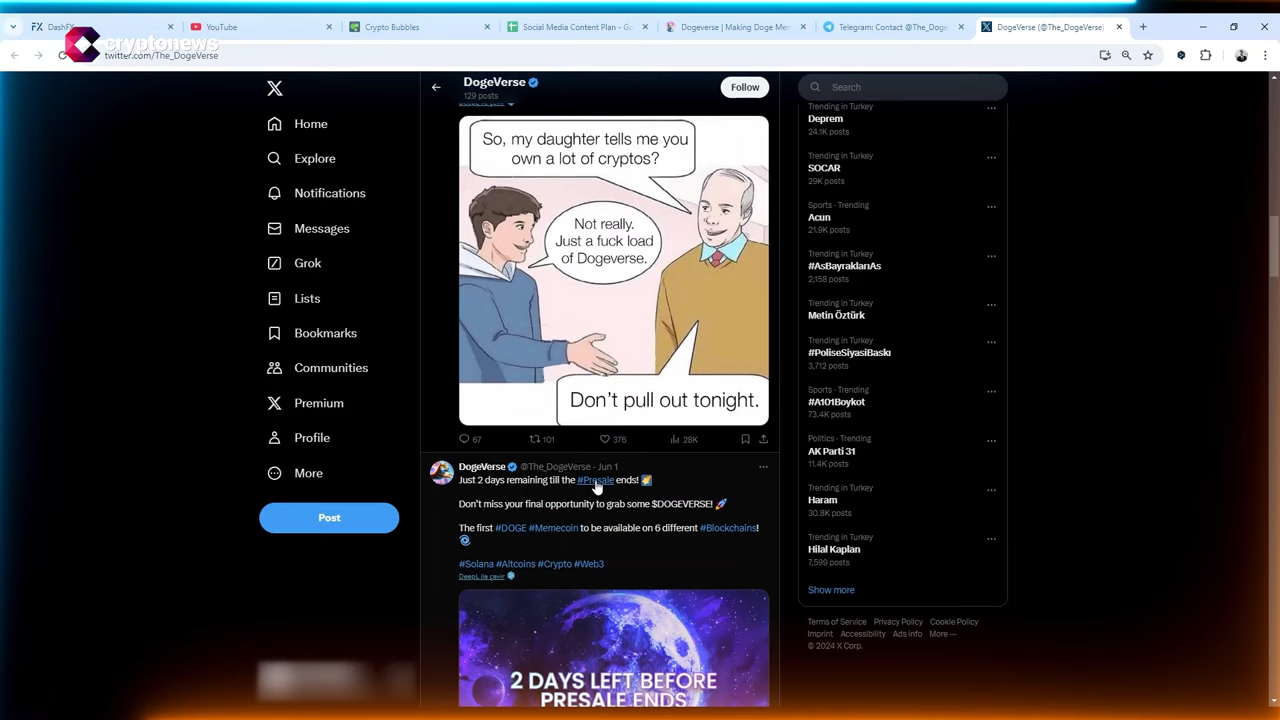 DashFX
YouTube
Crypto Bubbles
Social Media Content Plan - Go
Dogeverse | Making Doge Mem
Telegram: Contact @The_Doge
DogeVerse (@The_DogeVerse)
cryptonews
twitter.com/The_DogeVerse
Home
Explore
Notifications
Messages
Grok
Lists
Bookmarks
Communities
Premium
Profile
More
Post
DogeVerse
129 posts
Follow
So, my daughter tells me you
own a lot of cryptos?
Not really.
Just a fuck load
of Dogeverse.
Don't pull out tonight.
67
101
376
28K
DogeVerse @The_DogeVerse · Jun 1
Just 2 days remaining till the #Presale ends!
Don't miss your final opportunity to grab some $DOGEVERSE! 🚀
The first #DOGE #Memecoin to be available on 6 different #Blockchains!
#Solana #Altcoins #Crypto #Web3
DeepL ile çevir
2 DAYS LEFT BEFORE
PRESALE ENDS
Search
Trending in Turkey
Deprem
24.1K posts
Trending in Turkey
SOCAR
29K posts
Sports · Trending
Acun
21.9K posts
Trending in Turkey
#AsBayraklarıAs
2,158 posts
Trending in Turkey
Metin Öztürk
Trending in Turkey
#PoliseSiyasiBaskı
3,712 posts
Sports · Trending
#A101Boykot
73.4K posts
Politics · Trending
AK Parti 31
11.4K posts
Trending in Turkey
Haram
30.8K posts
Trending in Turkey
Hilal Kaplan
7,599 posts
Show more
Terms of Service Privacy Policy Cookie Policy
Imprint Accessibility Ads info More ···
© 2024 X Corp.